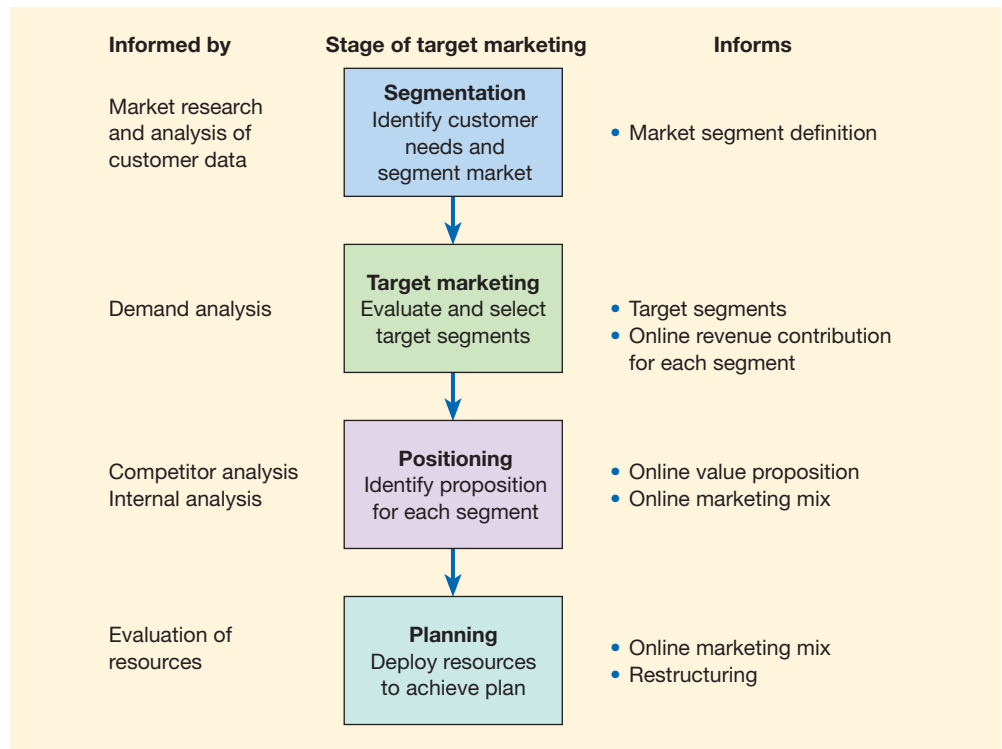 Informed by
Stage of target marketing
Informs
Market research
and analysis of
customer data
Segmentation
Identify customer
needs and
segment market
• Market segment definition
Demand analysis
Target marketing
Evaluate and select
target segments
• Target segments
• Online revenue contribution
for each segment
Competitor analysis
Internal analysis
Positioning
Identify proposition
for each segment
• Online value proposition
• Online marketing mix
Evaluation of
resources
Planning
Deploy resources
to achieve plan
• Online marketing mix
• Restructuring